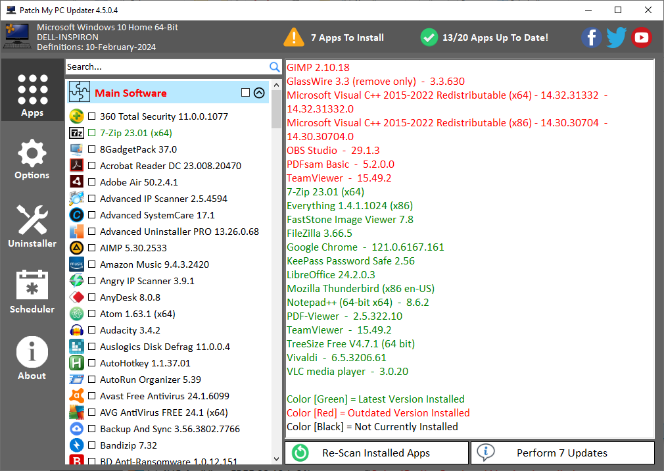 Patch My PC Updater 4.5.0.4
Microsoft Windows 10 Home 64-Bit
DELL-INSPIRON
Definitions: 10-February-2024
7 Apps To Install
13/20 Apps Up To Date!
Apps
Options
Uninstaller
Scheduler
About
Search...
Main Software
360 Total Security 11.0.0.1077
7-Zip 23.01 (x64)
8GadgetPack 37.0
Acrobat Reader DC 23.008.20470
Adobe Air 50.2.4.1
Advanced IP Scanner 2.5.4594
Advanced SystemCare 17.1
Advanced Uninstaller PRO 13.26.0.68
AIMP 5.30.2533
Amazon Music 9.4.3.2420
Angry IP Scanner 3.9.1
AnyDesk 8.0.8
Atom 1.63.1 (x64)
Audacity 3.4.2
Auslogics Disk Defrag 11.0.0.4
AutoHotkey 1.1.37.01
AutoRun Organizer 5.39
Avast Free Antivirus 24.1.6099
AVG AntiVirus FREE 24.1 (x64)
Backup And Sync 3.56.3802.7766
Bandizip 7.32
BD Anti-Ransomware 1.0.12.151
GIMP 2.10.18
GlassWire 3.3 (remove only)  -  3.3.630
Microsoft Visual C++ 2015-2022 Redistributable (x64) - 14.32.31332  -
14.32.31332.0
Microsoft Visual C++ 2015-2022 Redistributable (x86) - 14.30.30704  -
14.30.30704.0
OBS Studio  -  29.1.3
PDFsam Basic  -  5.2.0.0
TeamViewer  -  15.49.2
7-Zip 23.01 (x64)
Everything 1.4.1.1024 (x86)
FastStone Image Viewer 7.8
FileZilla 3.66.5
Google Chrome  -  121.0.6167.161
KeePass Password Safe 2.56
LibreOffice 24.2.0.3
Mozilla Thunderbird (x86 en-US)
Notepad++ (64-bit x64)  -  8.6.2
PDF-Viewer  -  2.5.322.10
TeamViewer  -  15.49.2
TreeSize Free V4.7.1 (64 bit)
Vivaldi  -  6.5.3206.61
VLC media player  -  3.0.20
Color [Green] = Latest Version Installed
Color [Red] = Outdated Version Installed
Color [Black] = Not Currently Installed
Re-Scan Installed Apps
Perform 7 Updates